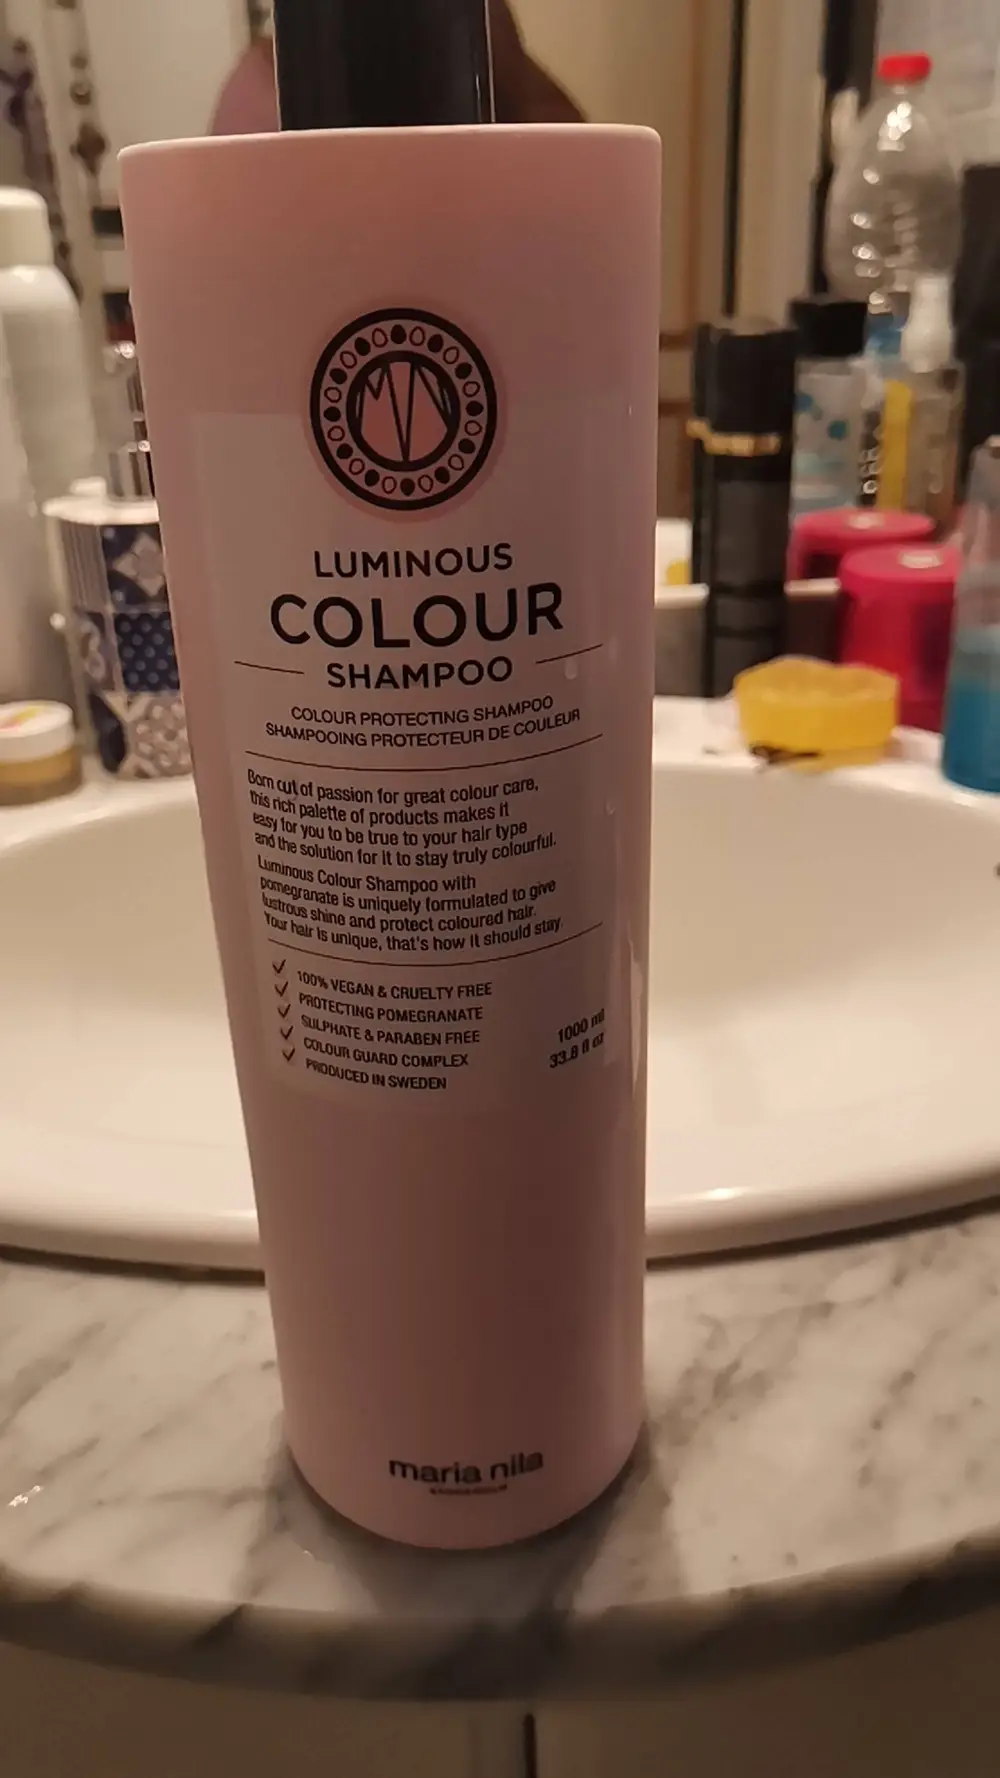 LUMINOUS
COLOUR
SHAMPOO
COLOUR PROTECTING SHAMPOO
SHAMPOOING PROTECTEUR DE COULEUR
Born out of passion for great colour care,
this rich palette of products makes it
easy for you to be true to your hair type
and the solution for it to stay truly colourful.
Luminous Colour Shampoo with
pomegranate is uniquely formulated to give
lustrous shine and protect coloured hair.
Your hair is unique, that's how it should stay.
100% VEGAN & CRUELTY FREE
PROTECTING POMEGRANATE
SULPHATE & PARABEN FREE
COLOUR GUARD COMPLEX
PRODUCED IN SWEDEN
1000 ml
33.8 fl oz
maria nila
STOCKHOLM